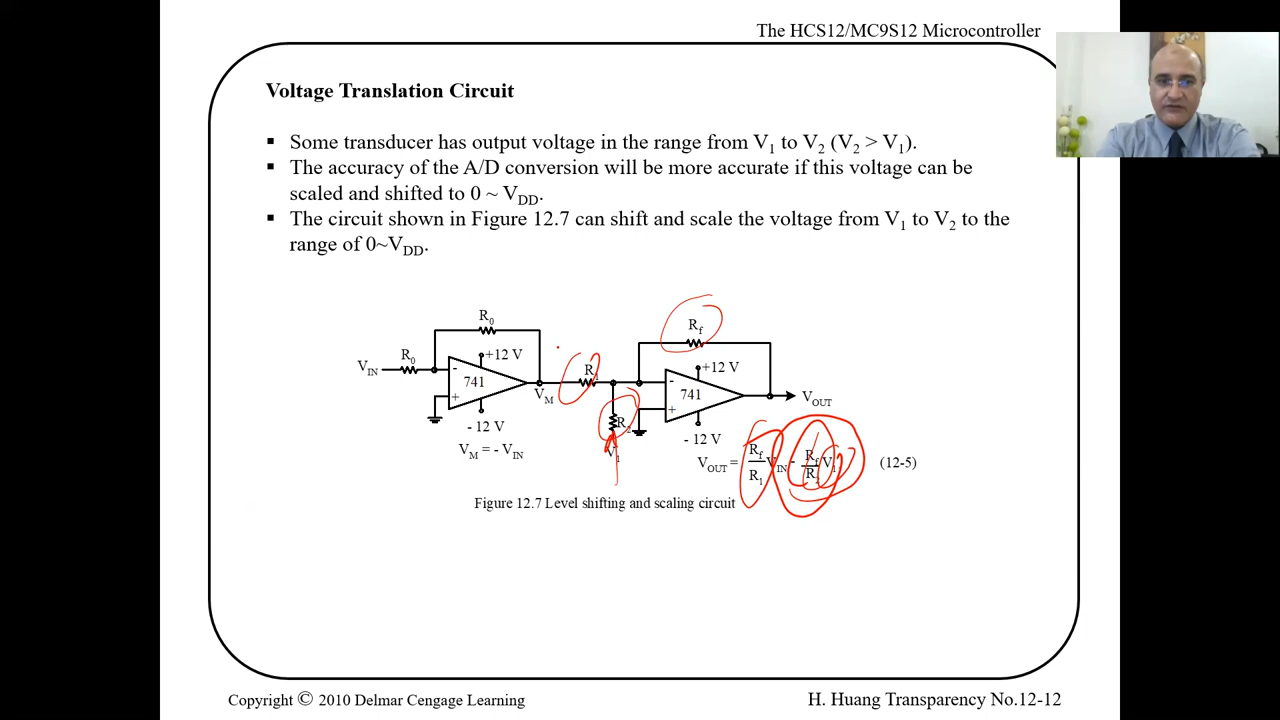 The HCS12/MC9S12 Microcontroller
Voltage Translation Circuit
▪ Some transducer has output voltage in the range from V1 to V2 (V2 > V1).
▪ The accuracy of the A/D conversion will be more accurate if this voltage can be
scaled and shifted to 0 ~ VDD.
▪ The circuit shown in Figure 12.7 can shift and scale the voltage from V1 to V2 to the
range of 0~VDD.
R0
Rf
R0
+12 V
+12 V
VIN
-
741
+
VM
R1
-
741
+
VOUT
R2
- 12 V
- 12 V
VM = - VIN
V1
VOUT = Rf/R1 VIN - Rf/R2 V1
(12-5)
Figure 12.7 Level shifting and scaling circuit
Copyright © 2010 Delmar Cengage Learning
H. Huang Transparency No.12-12